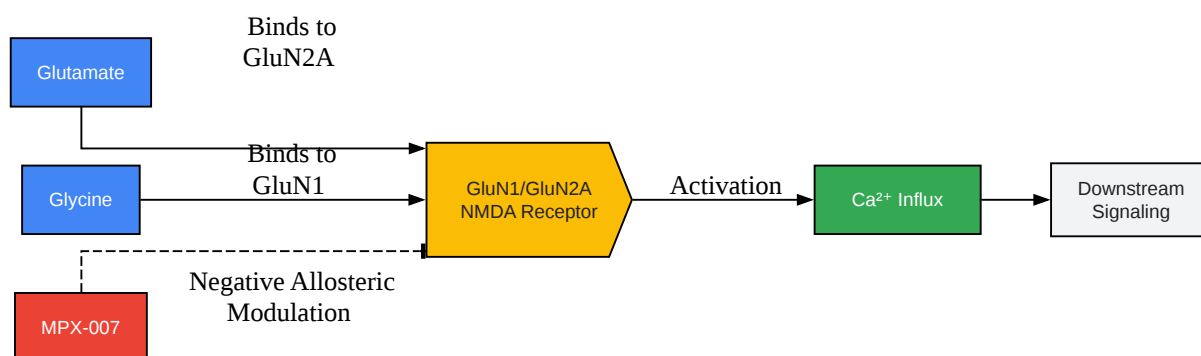 Binds to
GluN2A
Glutamate
Binds to
GluN1
Glycine
GluN1/GluN2A
NMDA Receptor
Activation
Ca²⁺ Influx
Downstream
Signaling
Negative Allosteric
Modulation
MPX-007